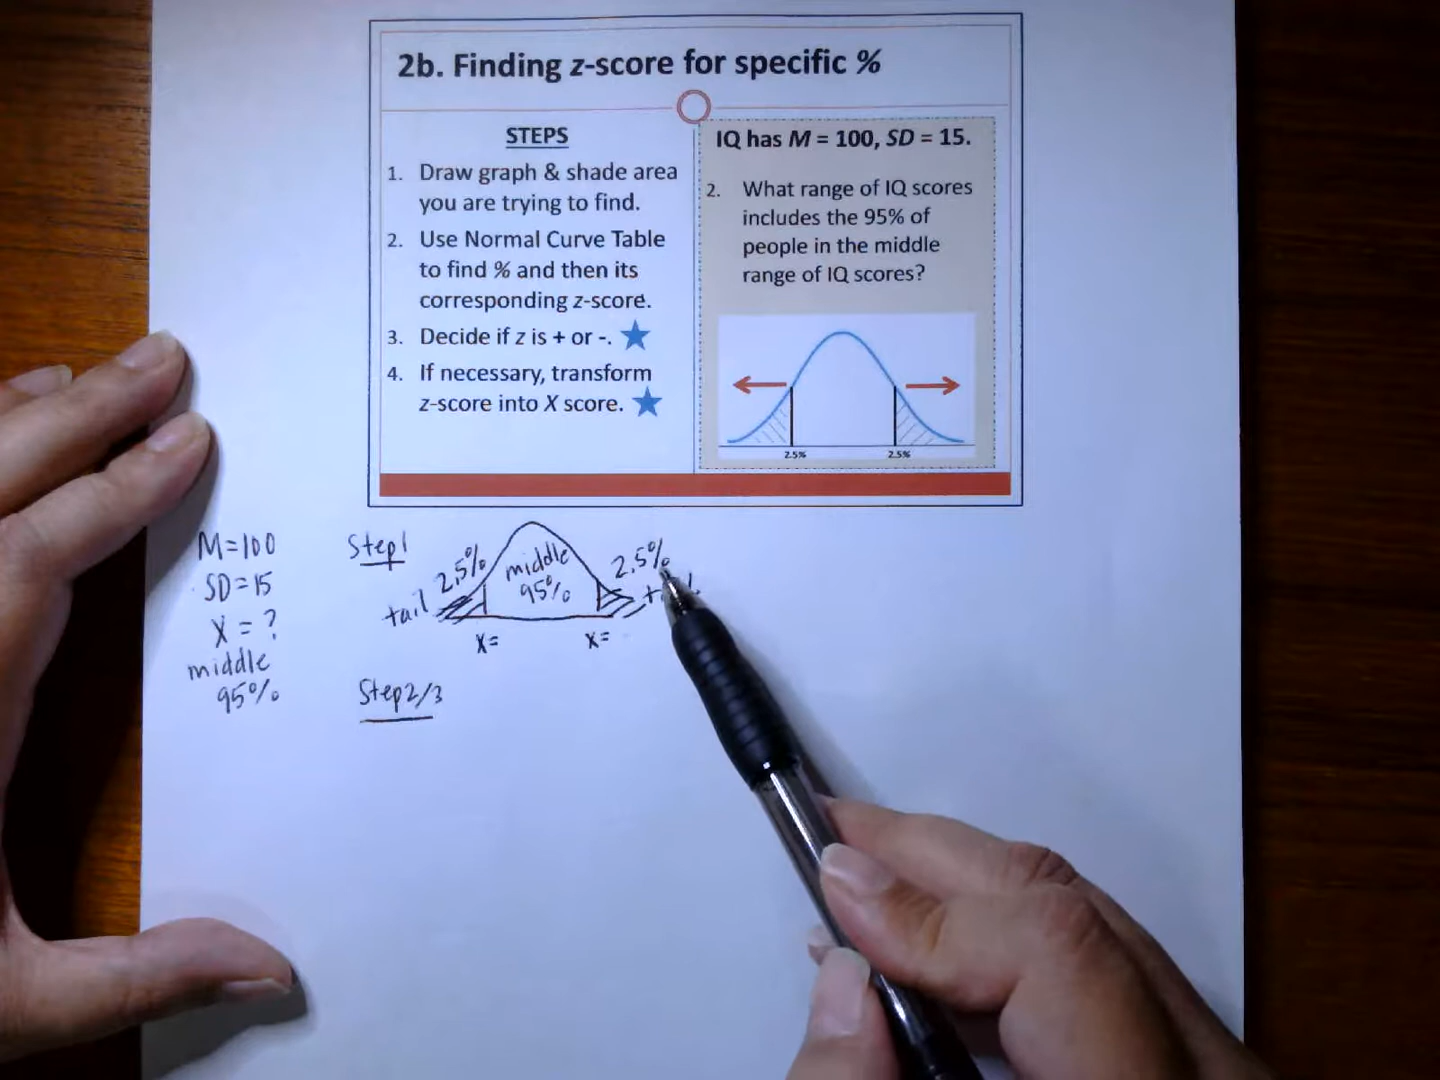 2b. Finding z-score for specific %
STEPS
1. Draw graph & shade area
you are trying to find.
2. Use Normal Curve Table
to find % and then its
corresponding z-score.
3. Decide if z is + or -.
4. If necessary, transform
z-score into X score.
IQ has M = 100, SD = 15.
2. What range of IQ scores
includes the 95% of
people in the middle
range of IQ scores?
2.5% 2.5%
M=100
SD=15
X = ?
middle
95%
Step1
2.5%
tail
middle
95%
2.5%
X= X=
Step2/3